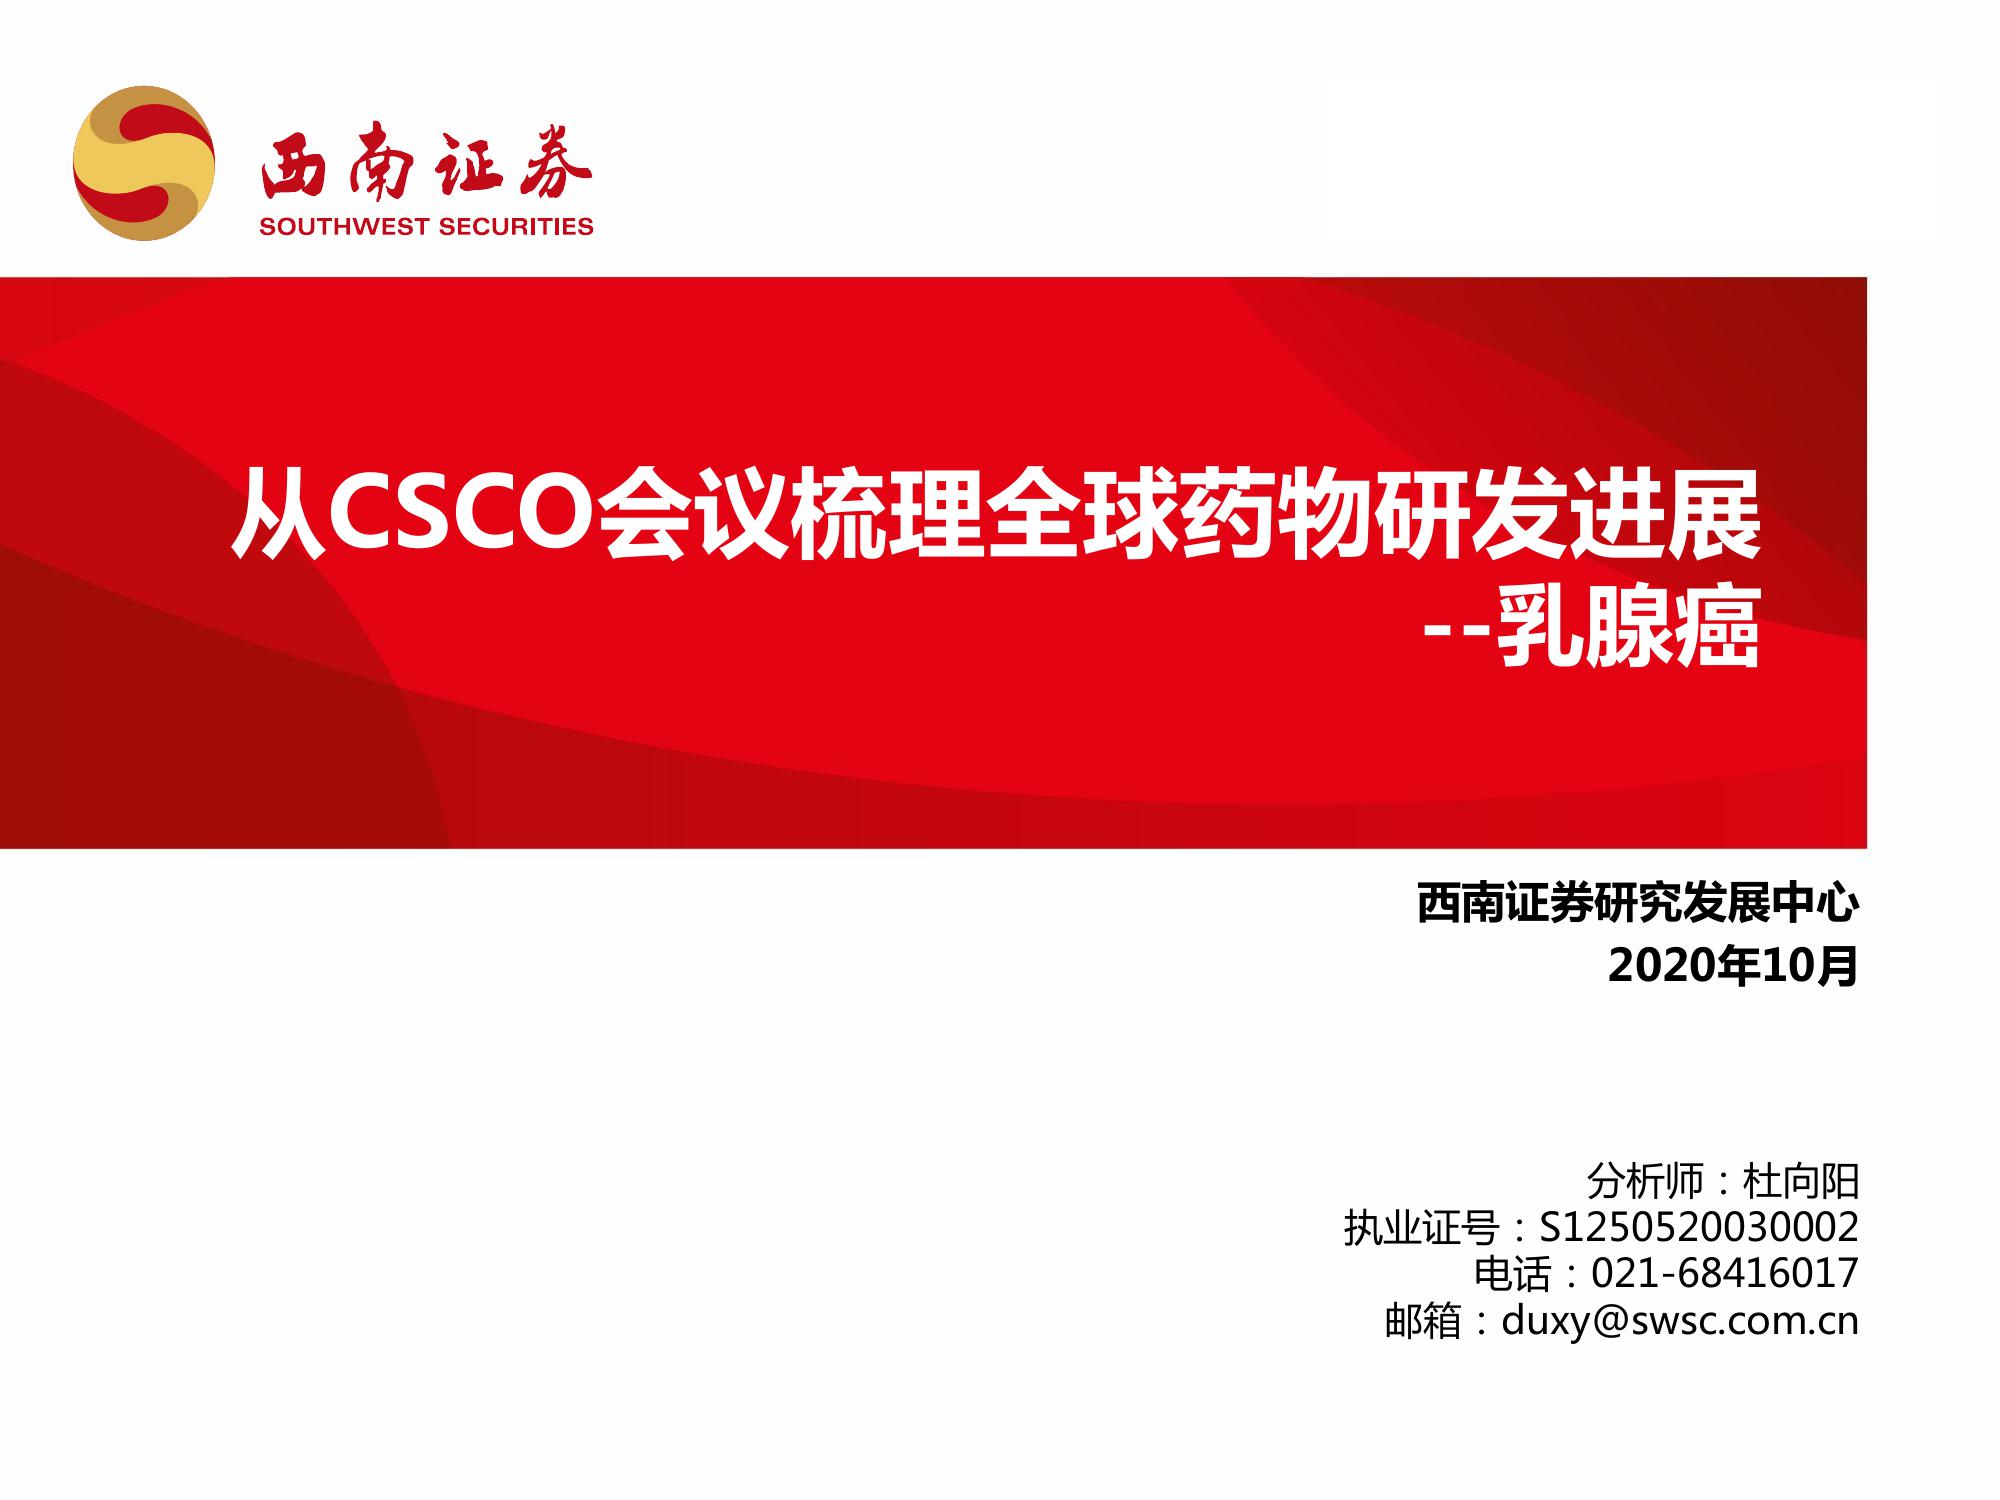 西南证券
SOUTHWEST SECURITIES
从CSCO会议梳理全球药物研发进展
--乳腺癌
西南证券研究发展中心
2020年10月
分析师：杜向阳
执业证号：S1250520030002
电话：021-68416017
邮箱：duxy@swsc.com.cn